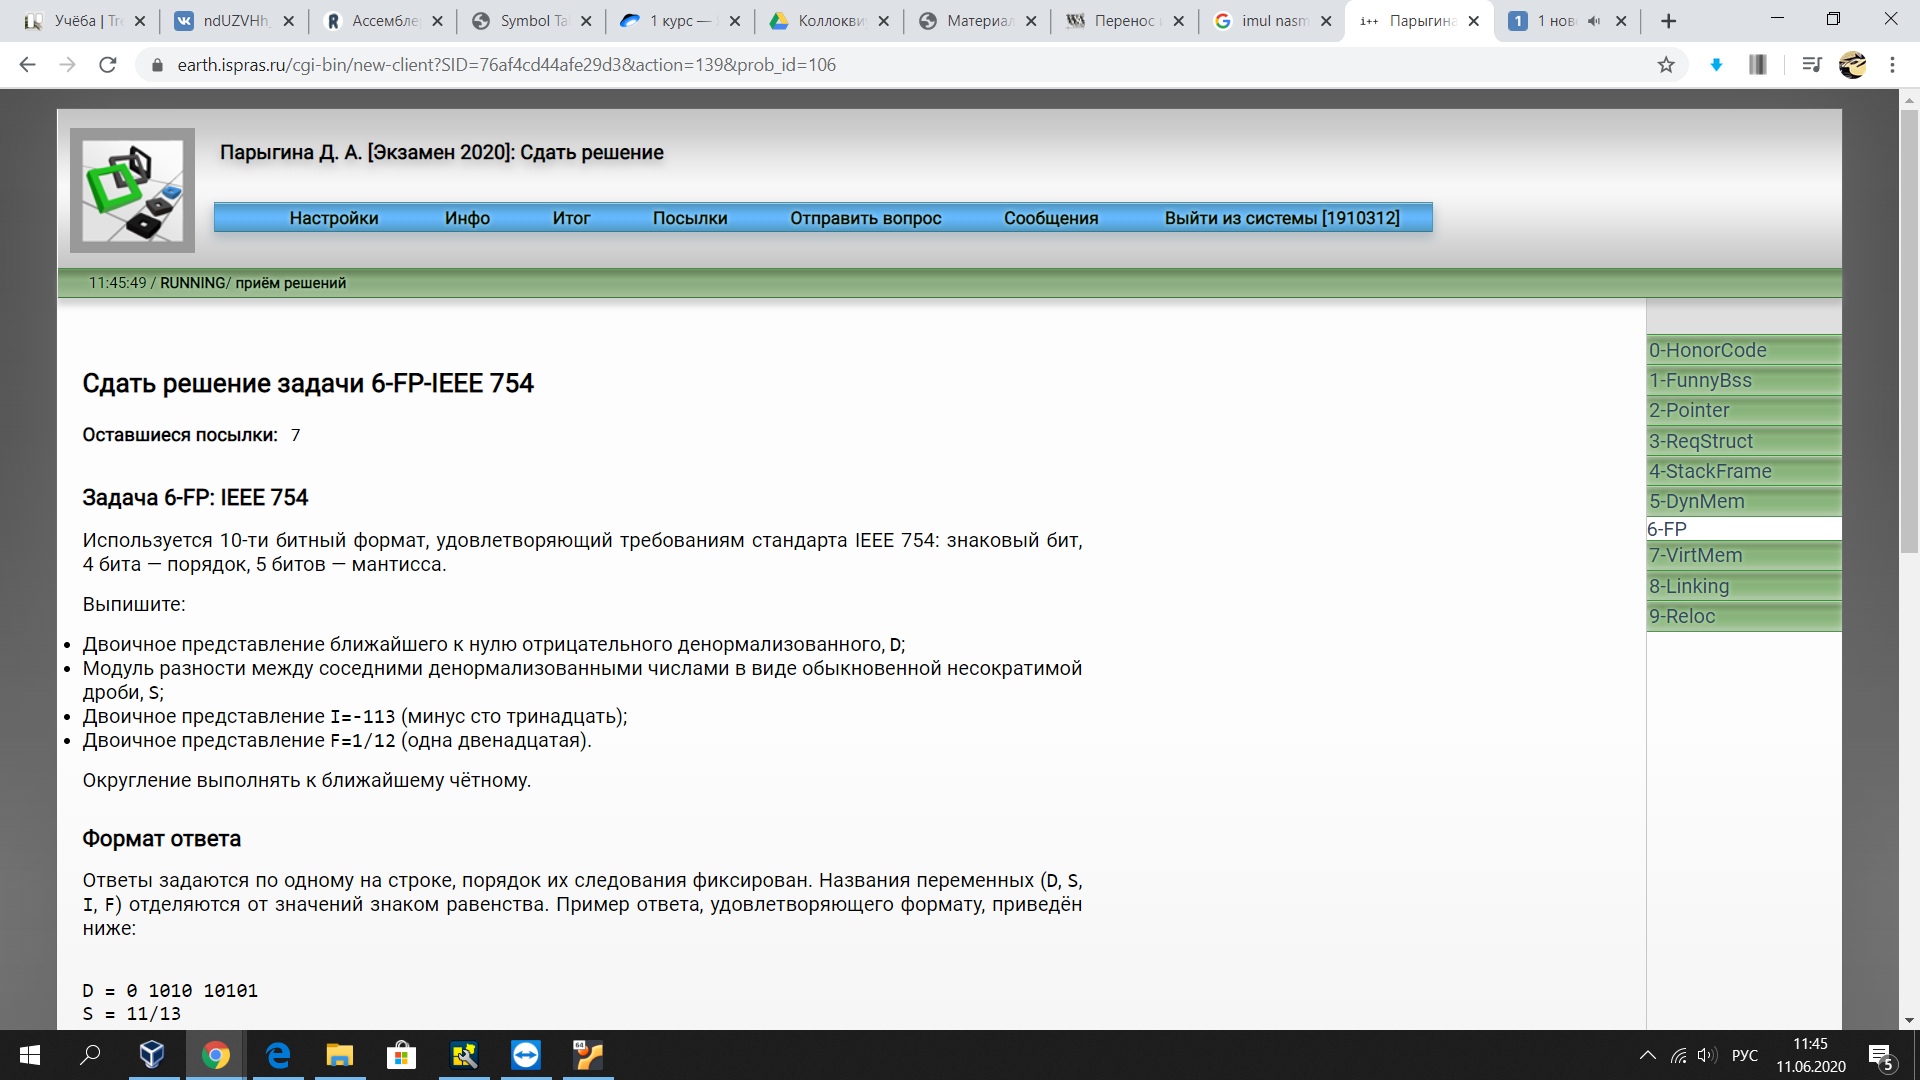 Учёба | Tre
ndUZVHh_
Ассемблер
Symbol Tab
1 курс —
Коллоквиу
Материал
Перенос и
imul nasm
i++ Парыгина
1 1 нов
earth.ispras.ru/cgi-bin/new-client?SID=76af4cd44afe29d3&action=139&prob_id=106
Парыгина Д. А. [Экзамен 2020]: Сдать решение
Настройки Инфо Итог Посылки Отправить вопрос Сообщения Выйти из системы [1910312]
11:45:49 / RUNNING/ приём решений
Сдать решение задачи 6-FP-IEEE 754
Оставшиеся посылки: 7
Задача 6-FP: IEEE 754
Используется 10-ти битный формат, удовлетворяющий требованиям стандарта IEEE 754: знаковый бит,
4 бита — порядок, 5 битов — мантисса.
Выпишите:
• Двоичное представление ближайшего к нулю отрицательного денормализованного, D;
• Модуль разности между соседними денормализованными числами в виде обыкновенной несократимой
дроби, S;
• Двоичное представление I=-113 (минус сто тринадцать);
• Двоичное представление F=1/12 (одна двенадцатая).
Округление выполнять к ближайшему чётному.
Формат ответа
Ответы задаются по одному на строке, порядок их следования фиксирован. Названия переменных (D, S,
I, F) отделяются от значений знаком равенства. Пример ответа, удовлетворяющего формату, приведён
ниже:
D = 0 1010 10101
S = 11/13
0-HonorCode
1-FunnyBss
2-Pointer
3-ReqStruct
4-StackFrame
5-DynMem
6-FP
7-VirtMem
8-Linking
9-Reloc
64
РУС
11:45
11.06.2020
5